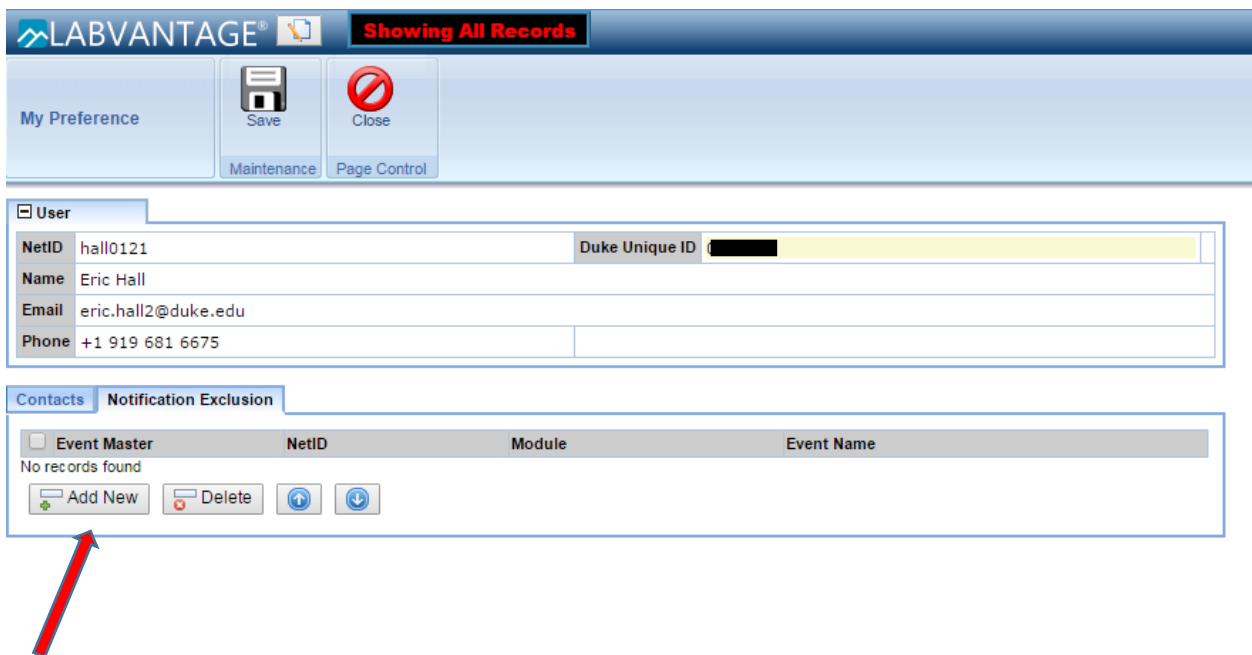 LABVANTAGE® Showing All Records
My Preference Save Close
Maintenance Page Control
User
NetID hall0121 Duke Unique ID
Name Eric Hall
Email eric.hall2@duke.edu
Phone +1 919 681 6675
Contacts Notification Exclusion
Event Master NetID Module Event Name
No records found
Add New Delete